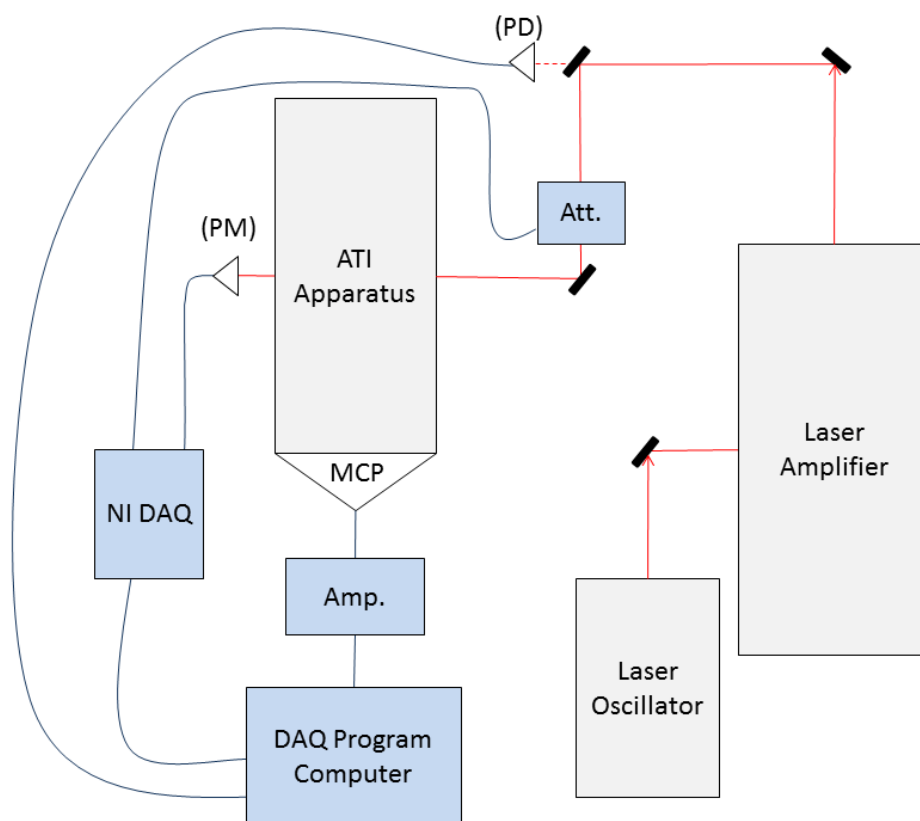 (PD)
Att.
(PM)
ATI
Apparatus
Laser
Amplifier
MCP
NI DAQ
Amp.
Laser
Oscillator
DAQ Program
Computer